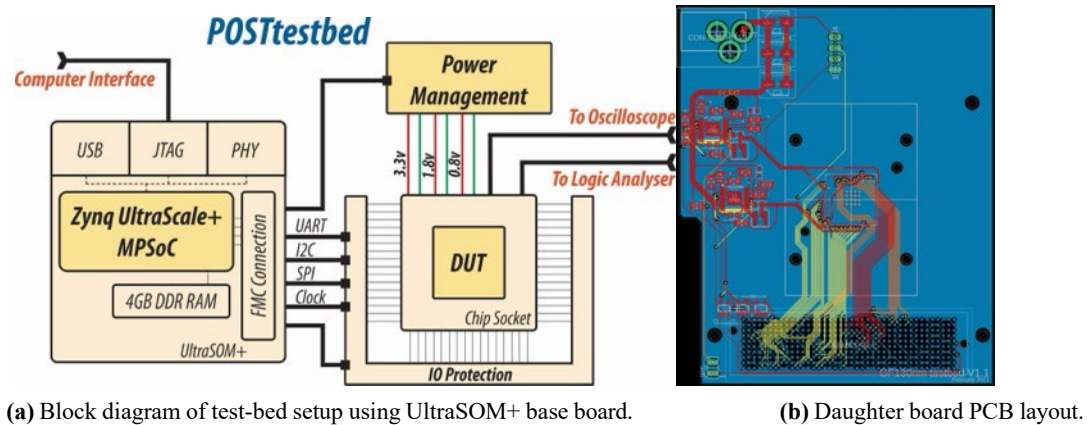 POSTtestbed
Computer Interface
Power
Management
To Oscilloscope
To Logic Analyser
USB
JTAG
PHY
Zynq UltraScale+
MPSoC
4GB DDR RAM
FMC Connection
UltraSOM+
UART
I2C
SPI
Clock
3.3v
1.8v
0.8v
DUT
Chip Socket
IO Protection
(a) Block diagram of test-bed setup using UltraSOM+ base board.
(b) Daughter board PCB layout.